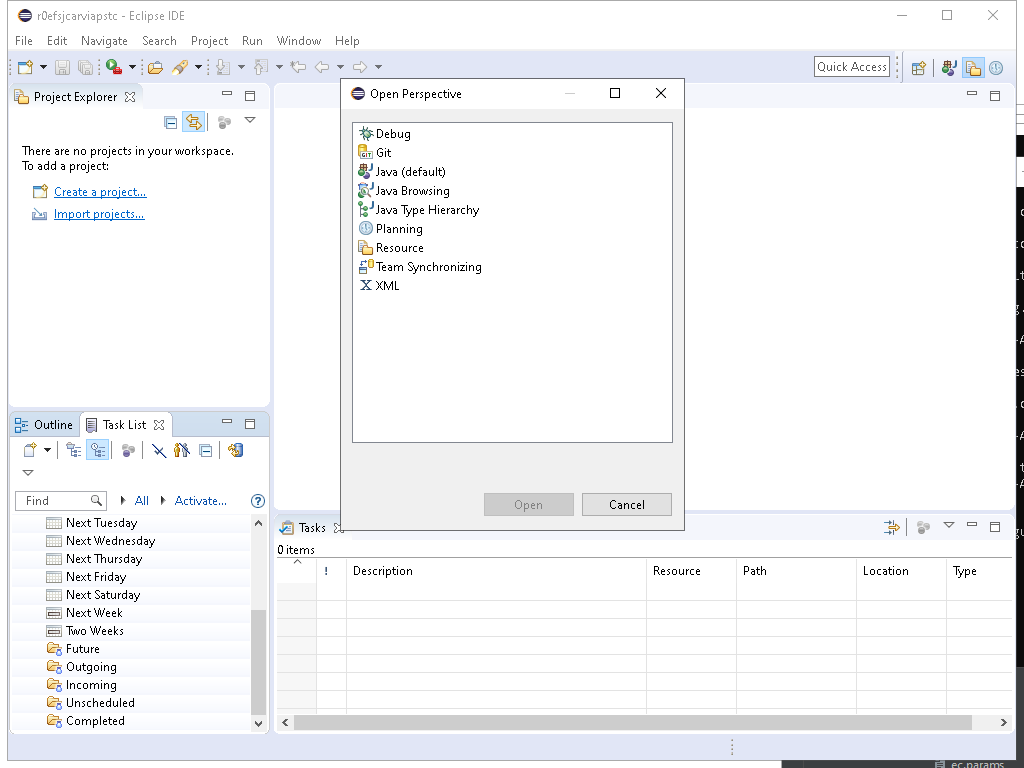 r0efsjcarviapstc - Eclipse IDE
File Edit Navigate Search Project Run Window Help
Quick Access
Project Explorer
There are no projects in your workspace.
To add a project:
Create a project...
Import projects...
Open Perspective
Debug
Git
Java (default)
Java Browsing
Java Type Hierarchy
Planning
Resource
Team Synchronizing
XML
Open Cancel
Outline Task List
Find All Activate...
Next Tuesday
Next Wednesday
Next Thursday
Next Friday
Next Saturday
Next Week
Two Weeks
Future
Outgoing
Incoming
Unscheduled
Completed
Tasks
0 items
! Description Resource Path Location Type
ec.params